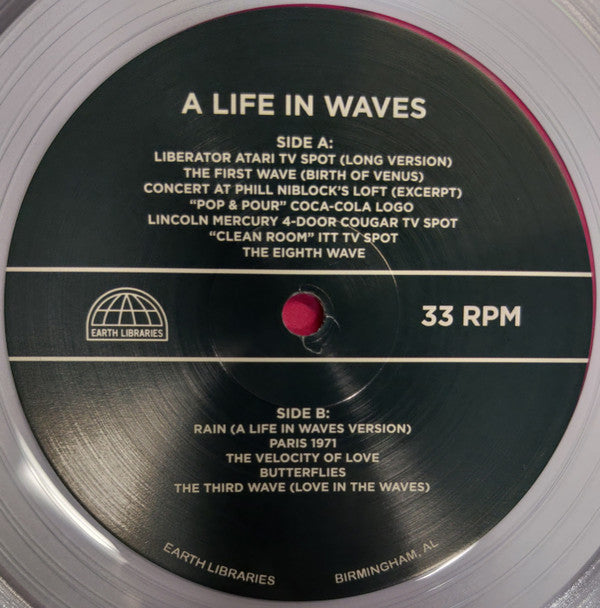 A LIFE IN WAVES
SIDE A:
LIBERATOR ATARI TV SPOT (LONG VERSION)
THE FIRST WAVE (BIRTH OF VENUS)
CONCERT AT PHILL NIBLOCK'S LOFT (EXCERPT)
"POP & POUR" COCA-COLA LOGO
LINCOLN MERCURY 4-DOOR COUGAR TV SPOT
"CLEAN ROOM" ITT TV SPOT
THE EIGHTH WAVE
EARTH LIBRARIES
33 RPM
SIDE B:
RAIN (A LIFE IN WAVES VERSION)
PARIS 1971
THE VELOCITY OF LOVE
BUTTERFLIES
THE THIRD WAVE (LOVE IN THE WAVES)
EARTH LIBRARIES
BIRMINGHAM, AL